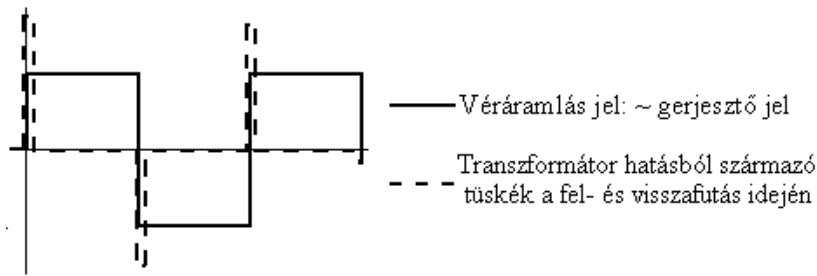 Véráramlás jel: ~ gerjesztő jel
Transzformátor hatásból származó
tüskék a fel- és visszafutás idején